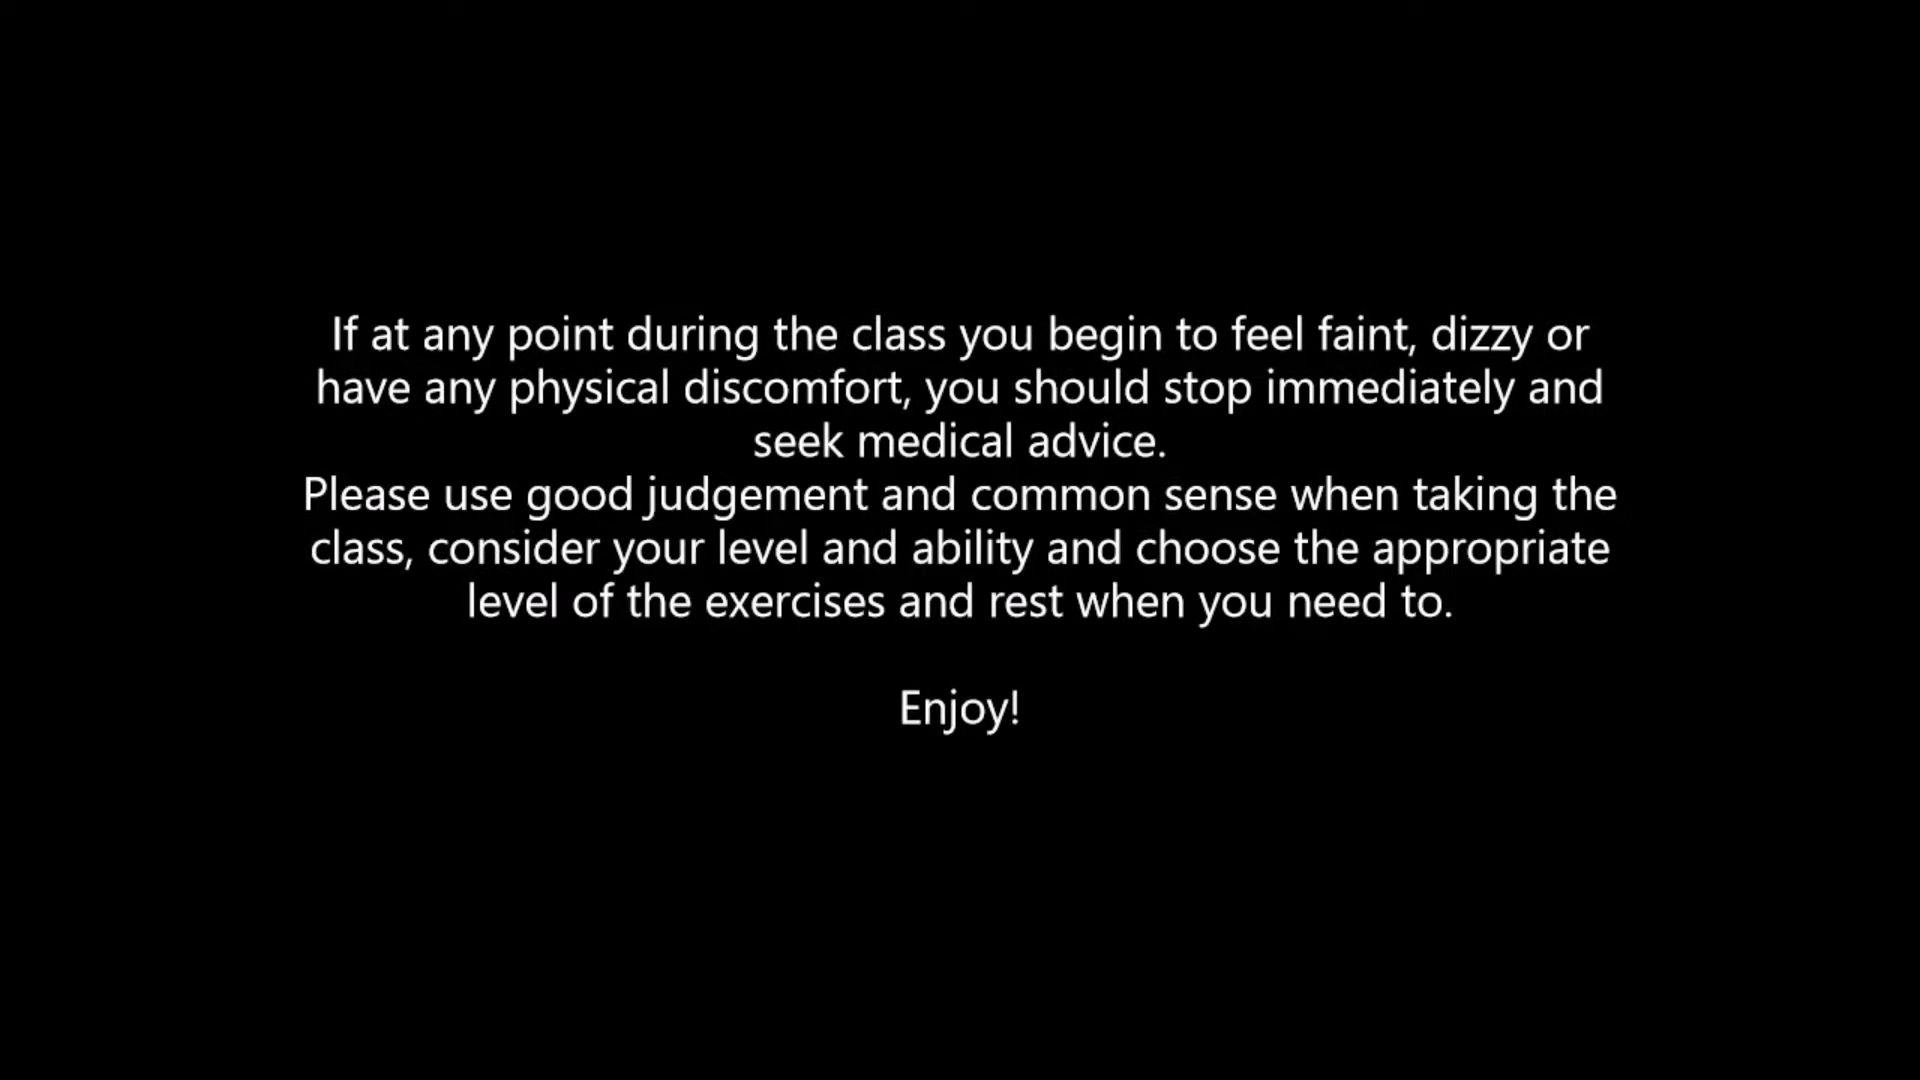 If at any point during the class you begin to feel faint, dizzy or
have any physical discomfort, you should stop immediately and
seek medical advice.
Please use good judgement and common sense when taking the
class, consider your level and ability and choose the appropriate
level of the exercises and rest when you need to.
Enjoy!